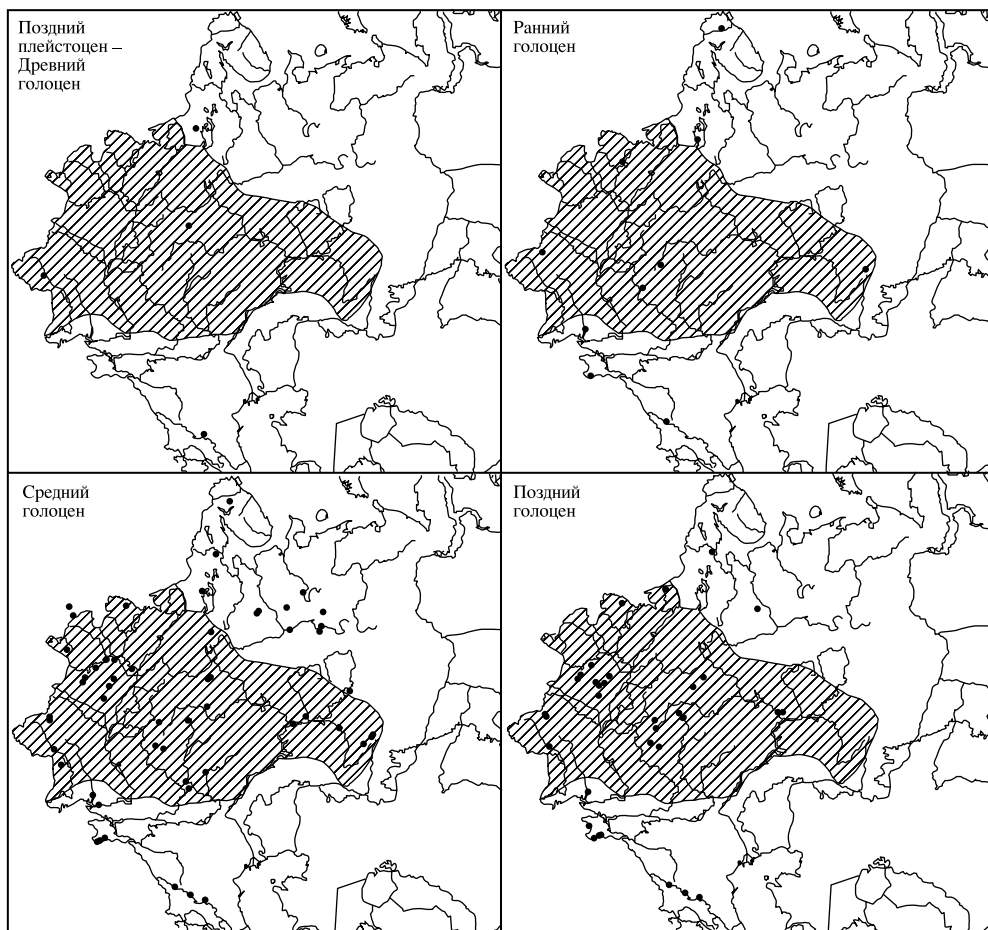 Поздний
плейстоцен –
Древний
голоцен
Ранний
голоцен
Средний
голоцен
Поздний
голоцен